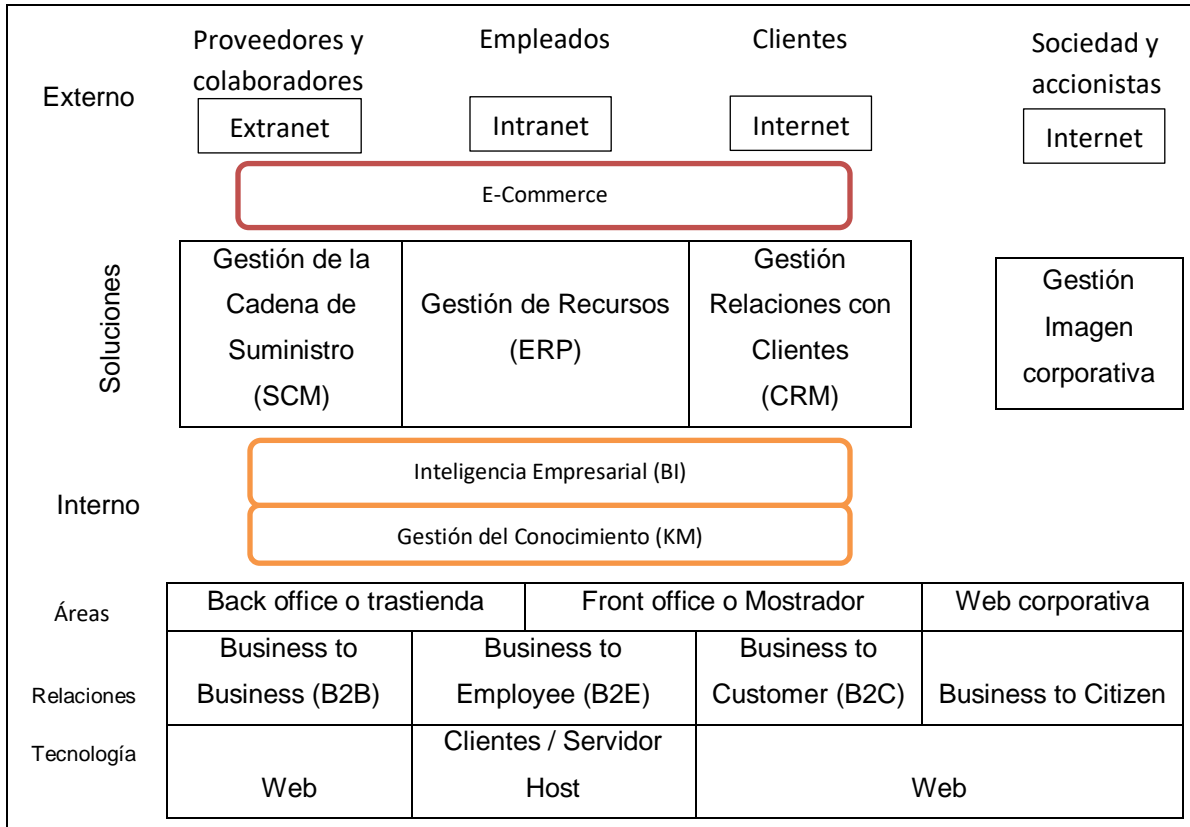 Proveedores y
colaboradores
Empleados
Clientes
Sociedad y
accionistas
Externo
Extranet
Intranet
Internet
Internet
E-Commerce
Soluciones
Gestión de la
Cadena de
Suministro
(SCM)
Gestión de Recursos
(ERP)
Gestión
Relaciones con
Clientes
(CRM)
Gestión
Imagen
corporativa
Inteligencia Empresarial (BI)
Interno
Gestión del Conocimiento (KM)
Áreas
Back office o trastienda
Front office o Mostrador
Web corporativa
Relaciones
Business to
Business (B2B)
Business to
Employee (B2E)
Business to
Customer (B2C)
Business to Citizen
Tecnología
Web
Clientes / Servidor
Host
Web